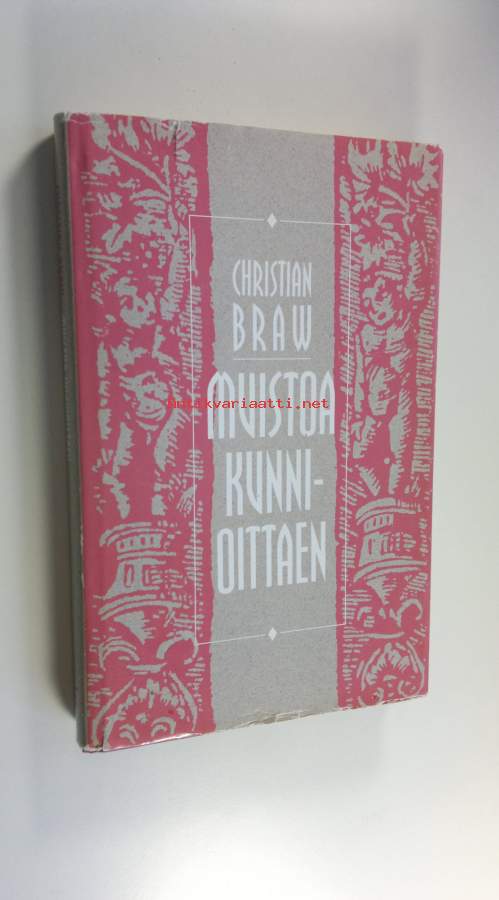 CHRISTIAN
BRAW
MUISTOA
Antikvariaatti.net
KUNNI-
OITTAEN